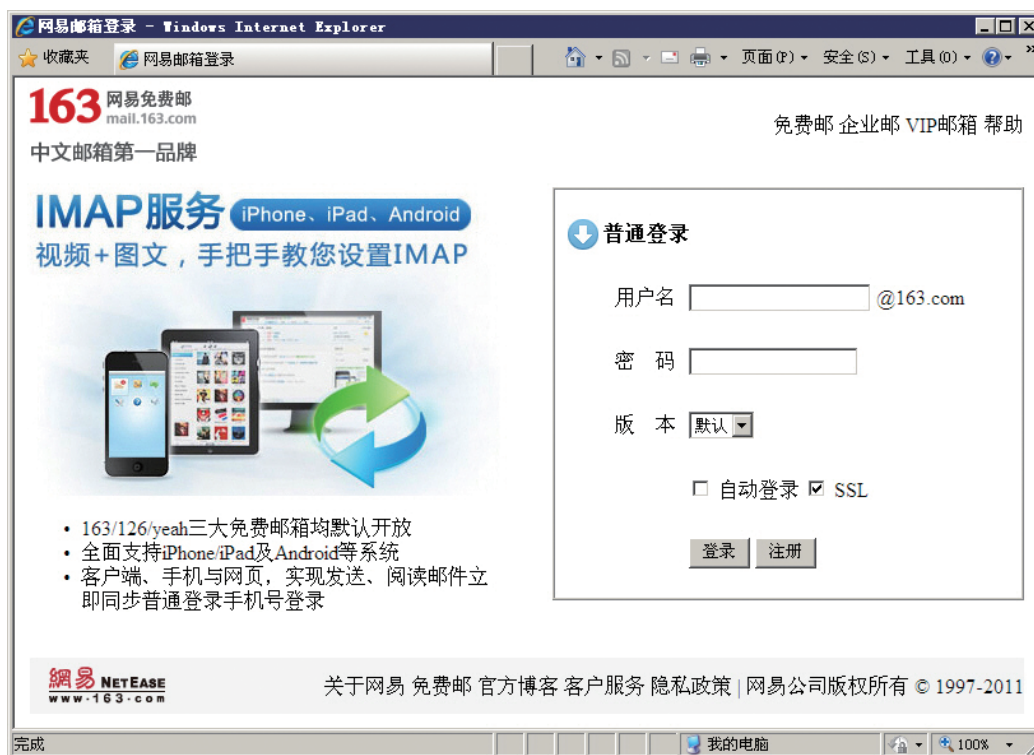 网易邮箱登录 - Windows Internet Explorer
收藏夹
网易邮箱登录
页面(P)
安全(S)
工具(O)
163 网易免费邮
mail.163.com
中文邮箱第一品牌
免费邮 企业邮 VIP邮箱 帮助
IMAP服务 iPhone、iPad、Android
视频+图文，手把手教您设置IMAP
普通登录
用户名 @163.com
密 码
版 本 默认
自动登录 SSL
登录 注册
• 163/126/yeah三大免费邮箱均默认开放
• 全面支持iPhone/iPad及Android等系统
• 客户端、手机与网页，实现发送、阅读邮件立
即同步普通登录手机号登录
網易 NETEASE
www.163.com
关于网易 免费邮 官方博客 客户服务 隐私政策 | 网易公司版权所有 © 1997-2011
完成
我的电脑
100%